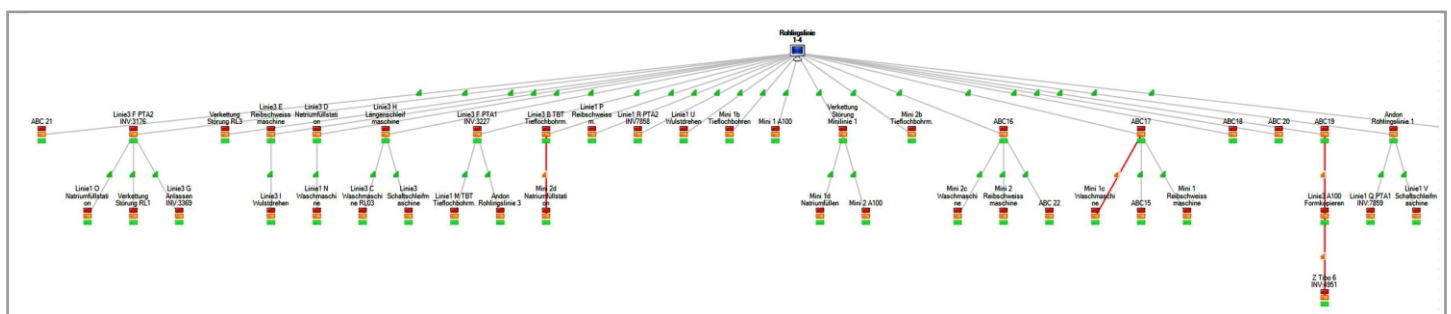 Rohlingslinie
1-4
ABC 21
Linie3 F PTA2
INV:3176
Verkettung
Störung RL3
Linie3 E
Reibschweiss
maschine
Linie3 D
Natriumfüllstati
on
Linie3 H
Längenschleif
maschine
Linie3 F PTA1
INV:3227
Linie3 B TBT
Tieflochbohrm.
Linie1 P
Reibschweiss
m.
Linie1 R-PTA2
INV7858
Linie1 U
Wulstdrehen
Mini 1b
Tieflochbohren
Mini 1 A100
Verkettung
Störung
Minilinie 1
Mini 2b
Tieflochbohrm.
ABC16
ABC17
ABC18
ABC 20
ABC19
Andon
Rohlingslinie 1
Linie1 O
Natriumfüllstati
on
Verkettung
Störung RL1
Linie3 G
Anlassen
INV:3369
Linie3 I
Wulstdrehen
Linie1 N
Waschmaschi
ne
Linie3 C
Waschmaschi
ne RL03
Linie3
Schaftschleifm
aschine
Linie1 M TBT
Tieflochbohrm.
Andon
Rohlingslinie 3
Mini 2d
Natriumfüllstati
on
Mini 1d
Natriumfüllen
Mini 2 A100
Mini 2c
Waschmaschi
ne
Mini 2
Reibschweiss
maschine
ABC 22
Mini 1c
Waschmaschi
ne
ABC15
Mini 1
Reibschweiss
maschine
Linie3 A100
Formkopieren
Linie1 Q PTA1
INV:7859
Linie1 V
Schaftschleifm
aschine
INV:4951